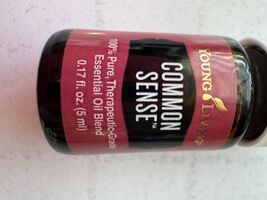 YOUNG LIVING
COMMON
SENSE™
100% Pure, Therapeutic-Grade
Essential Oil Blend
0.17 fl. oz. (5 ml)